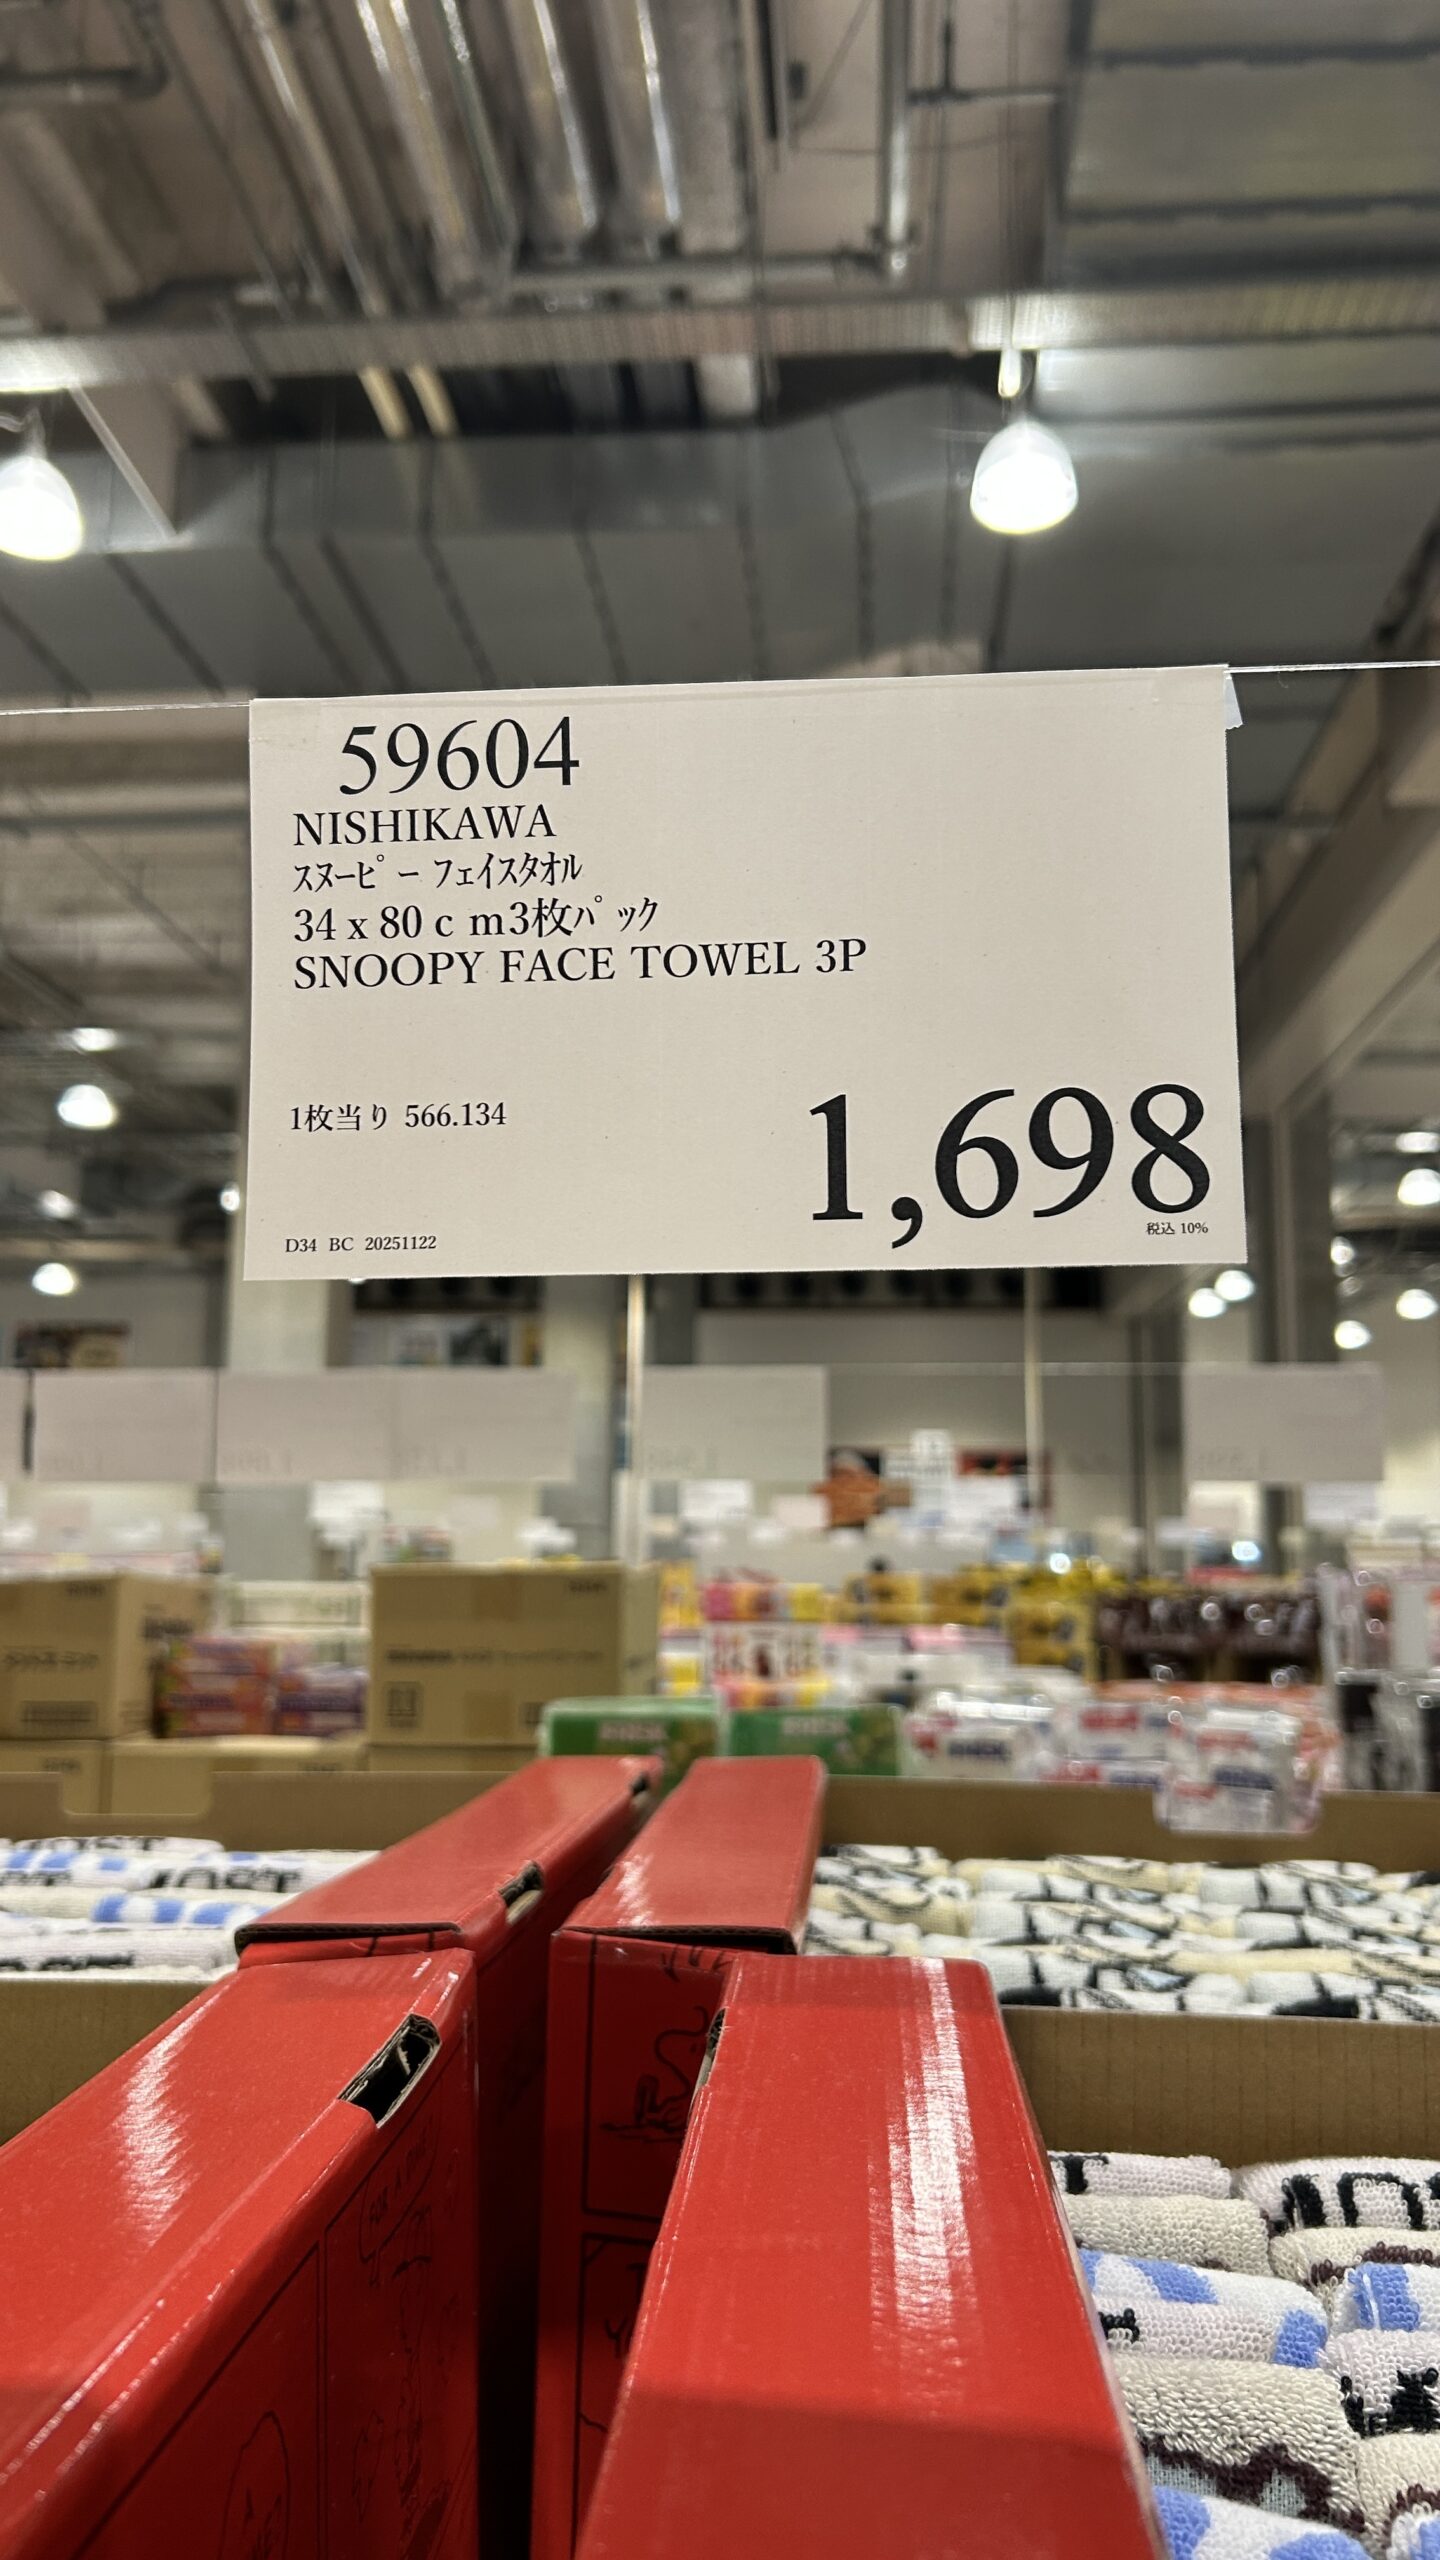 59604
NISHIKAWA
ｽﾇｰﾋﾟｰ ﾌｪｲｽﾀｵﾙ
34 x 80 ｃｍ3枚ﾊﾟｯｸ
SNOOPY FACE TOWEL 3P
1枚当り 566.134
1,698
税込 10%
D34 BC 20251122
FOR A